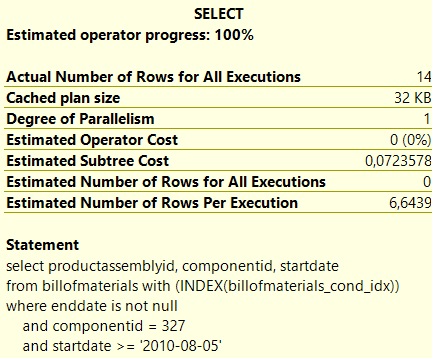 SELECT
Estimated operator progress: 100%
Actual Number of Rows for All Executions 14
Cached plan size 32 KB
Degree of Parallelism 1
Estimated Operator Cost 0 (0%)
Estimated Subtree Cost 0,0723578
Estimated Number of Rows for All Executions 0
Estimated Number of Rows Per Execution 6,6439
Statement
select productassemblyid, componentid, startdate
from billofmaterials with (INDEX(billofmaterials_cond_idx))
where enddate is not null
and componentid = 327
and startdate >= '2010-08-05'